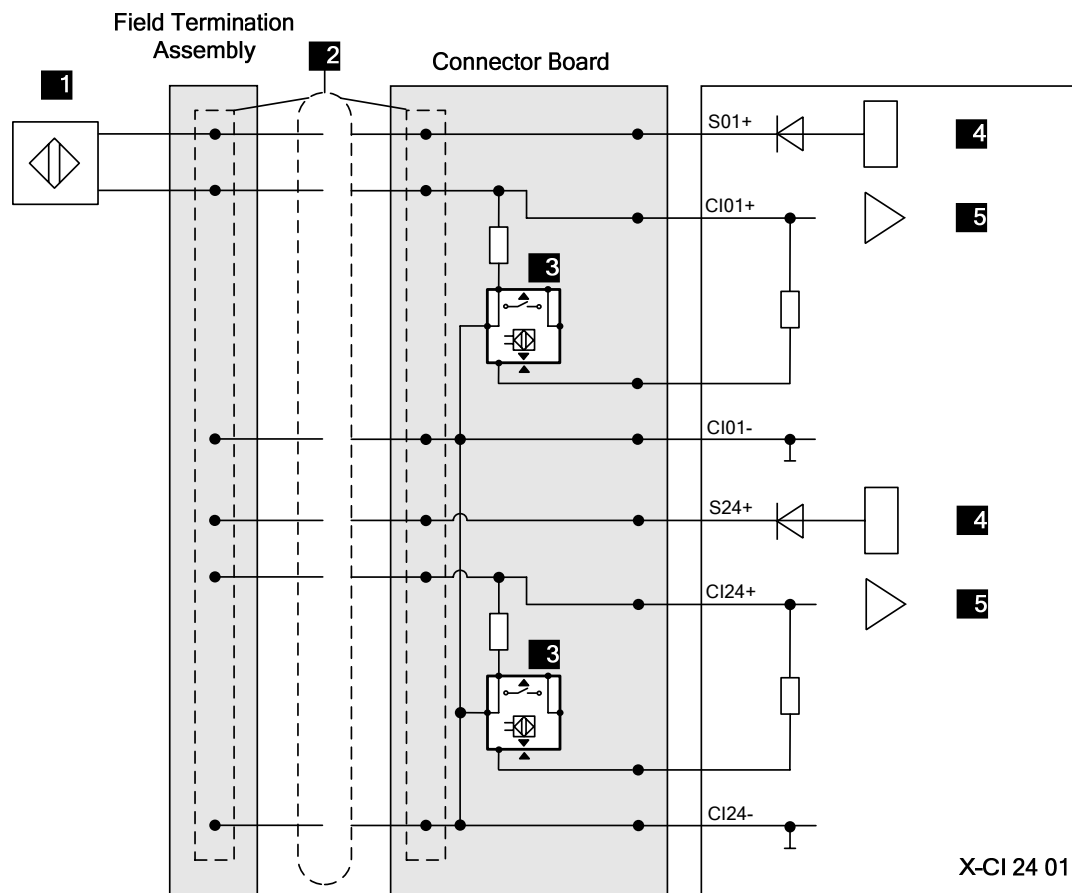 Field Termination
Assembly
2
Connector Board
1
S01+
4
CI01+
5
3
CI01-
S24+
4
CI24+
5
3
CI24-
X-CI 24 01